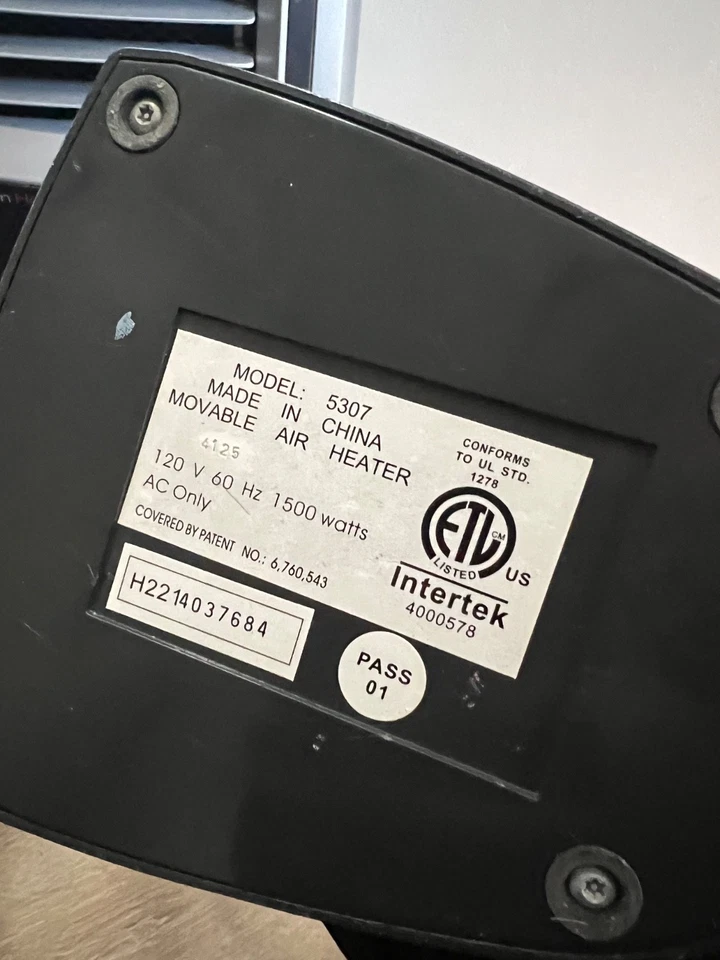 MODEL: 5307
MADE IN CHINA
MOVABLE AIR HEATER
4125
120 V 60 Hz 1500 watts
AC Only
COVERED BY PATENT NO.: 6,760,543
CONFORMS
TO UL STD.
1278
ETL
CM
LISTED
US
Intertek
4000578
H2214037684
PASS
01